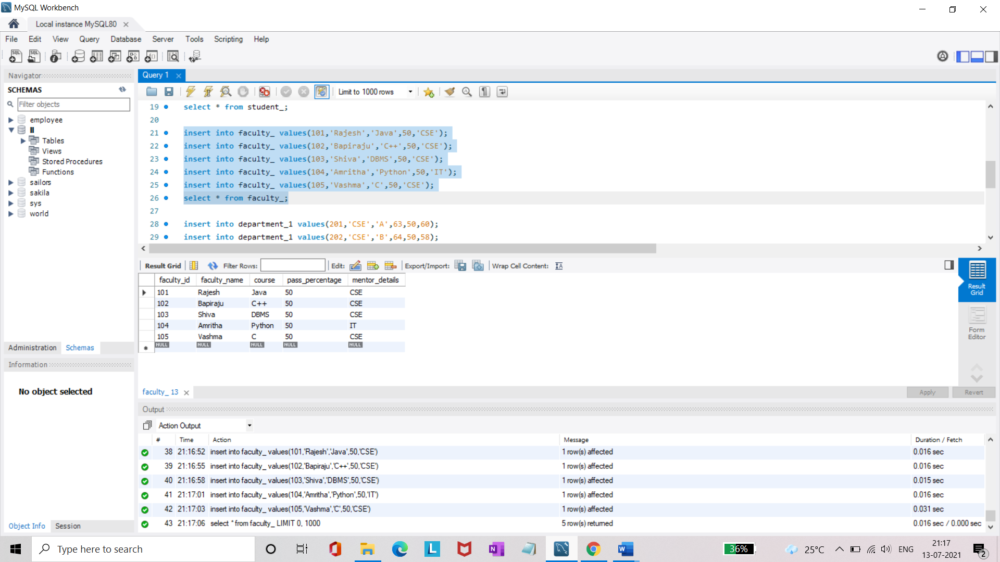 MySQL Workbench
Local instance MySQL80
File Edit View Query Database Server Tools Scripting Help
Navigator
SCHEMAS
Filter objects
employee
ll
Tables
Views
Stored Procedures
Functions
sailors
sakila
sys
world
Administration Schemas
Information
No object selected
Object Info Session
Query 1
Limit to 1000 rows
19 select * from student_;
20
21 insert into faculty_ values(101,'Rajesh','Java',50,'CSE');
22 insert into faculty_ values(102,'Bapiraju','C++',50,'CSE');
23 insert into faculty_ values(103,'Shiva','DBMS',50,'CSE');
24 insert into faculty_ values(104,'Amritha','Python',50,'IT');
25 insert into faculty_ values(105,'Vashma','C',50,'CSE');
26 select * from faculty_;
27
28 insert into department_1 values(201,'CSE','A',63,50,60);
29 insert into department_1 values(202,'CSE','B',64,50,58);
Result Grid Filter Rows: Edit: Export/Import: Wrap Cell Content:
faculty_id faculty_name course pass_percentage mentor_details
101 Rajesh Java 50 CSE
102 Bapiraju C++ 50 CSE
103 Shiva DBMS 50 CSE
104 Amritha Python 50 IT
105 Vashma C 50 CSE
NULL NULL NULL NULL NULL
Result
Grid
Form
Editor
faculty_ 13
Apply Revert
Output
Action Output
# Time Action Message Duration / Fetch
38 21:16:52 insert into faculty_ values(101,'Rajesh','Java',50,'CSE') 1 row(s) affected 0.016 sec
39 21:16:55 insert into faculty_ values(102,'Bapiraju','C++',50,'CSE') 1 row(s) affected 0.016 sec
40 21:16:58 insert into faculty_ values(103,'Shiva','DBMS',50,'CSE') 1 row(s) affected 0.015 sec
41 21:17:01 insert into faculty_ values(104,'Amritha','Python',50,'IT') 1 row(s) affected 0.016 sec
42 21:17:03 insert into faculty_ values(105,'Vashma','C',50,'CSE') 1 row(s) affected 0.031 sec
43 21:17:06 select * from faculty_ LIMIT 0, 1000 5 row(s) returned 0.016 sec / 0.000 sec
Type here to search
36%
25°C
ENG
21:17
13-07-2021
2